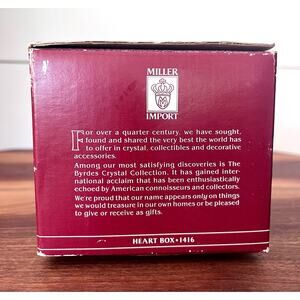 MILLER
IMPORT
For over a quarter century, we have sought,
found and shared the very best the world has
to offer in crystal, collectibles and decorative
accessories.
Among our most satisfying discoveries is The
Byrdes Crystal Collection. It has gained inter-
national acclaim that has been enthusiastically
echoed by American connoisseurs and collectors.
We're proud that our name appears only on things
we would treasure in our own homes or be pleased
to give or receive as gifts.
HEART BOX • 1416